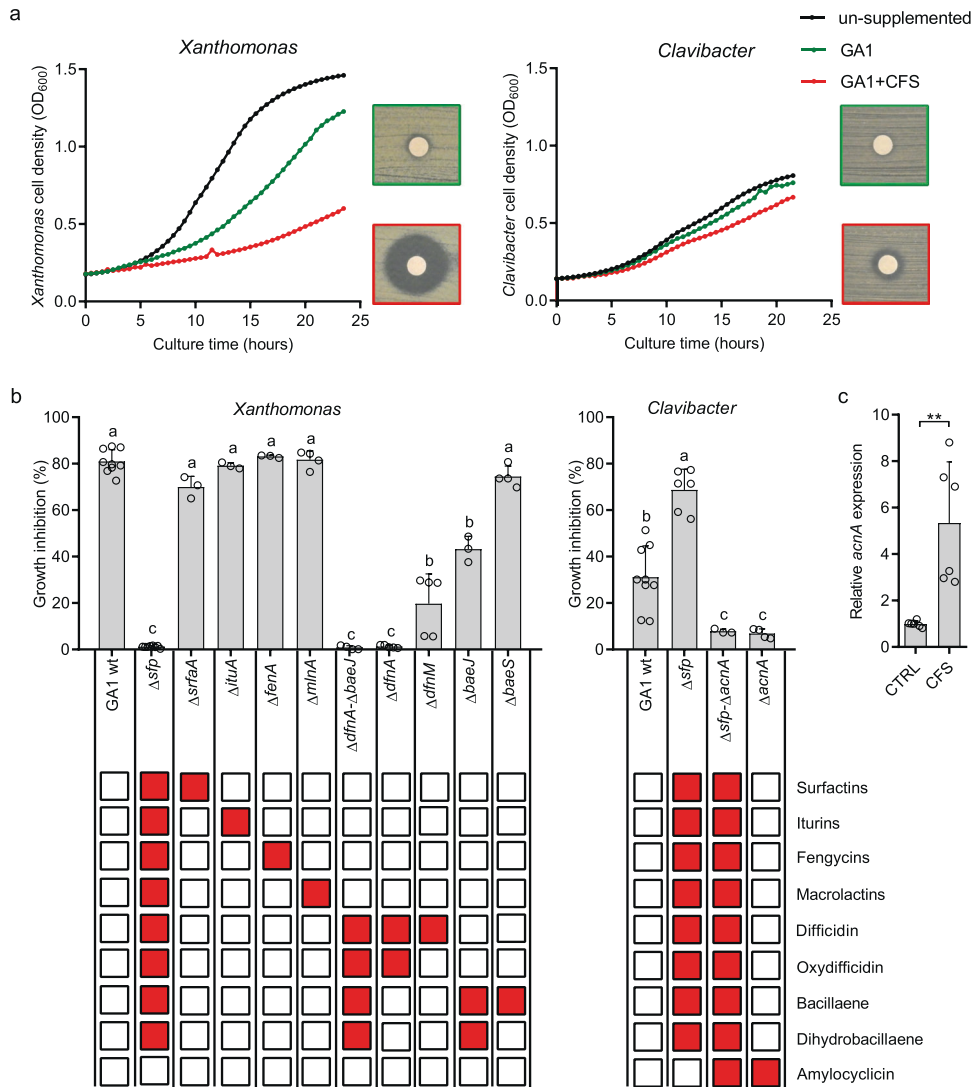 a
un-supplemented
GA1
GA1+CFS
Xanthomonas
Clavibacter
Xanthomonas cell density (OD600)
1.5
1.0
0.5
0.0
0 5 10 15 20 25
Culture time (hours)
Clavibacter cell density (OD600)
1.5
1.0
0.5
0.0
0 5 10 15 20 25
Culture time (hours)
b
Xanthomonas
Growth inhibition (%)
100
80
60
40
20
0
a c a a a a c c b b a
GA1 wt
Δsfp
ΔsrfaA
ΔituA
ΔfenA
ΔmlnA
ΔdfnA-ΔbaeJ
ΔdfnA
ΔdfnM
ΔbaeJ
ΔbaeS
Clavibacter
Growth inhibition (%)
100
80
60
40
20
0
b a c c
GA1 wt
Δsfp
Δsfp-ΔacnA
ΔacnA
Surfactins
Iturins
Fengycins
Macrolactins
Difficidin
Oxydifficidin
Bacillaene
Dihydrobacillaene
Amylocyclicin
c
Relative acnA expression
10
8
6
4
2
0
**
CTRL
CFS